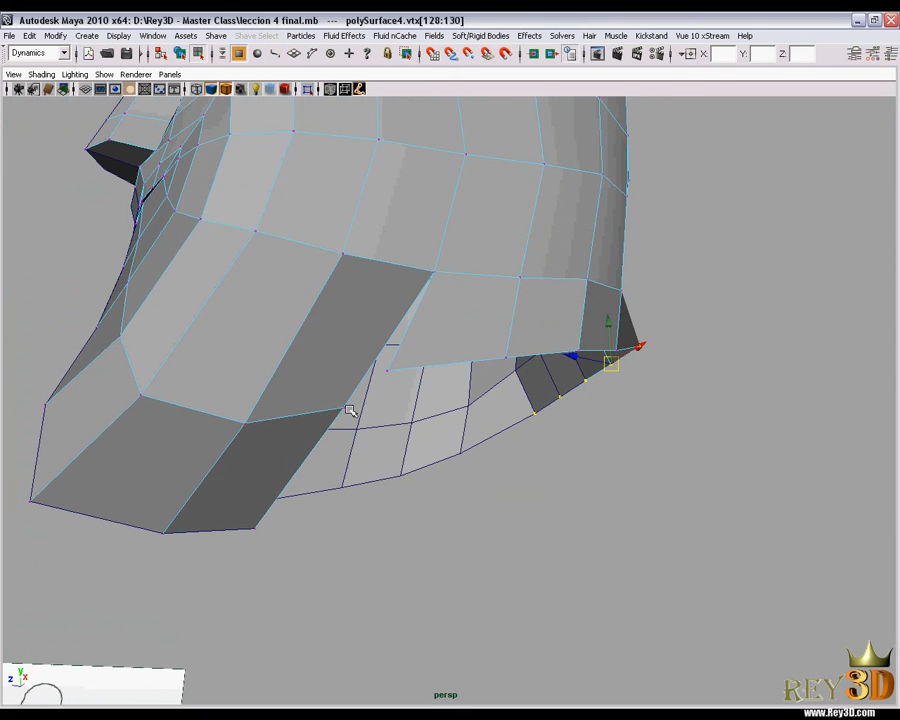 Autodesk Maya 2010 x64: D:\Rey3D - Master Class\leccion 4 final.mb --- polySurface4.vtx[128:130]
File Edit Modify Create Display Window Assets Shave Shave Select Particles Fluid Effects Fluid nCache Fields Soft/Rigid Bodies Effects Solvers Hair Muscle Kickstand Vue 10 xStream Help
Dynamics X: Y: Z:
View Shading Lighting Show Renderer Panels
y
z x
persp
REY3D
www.Rey3D.com